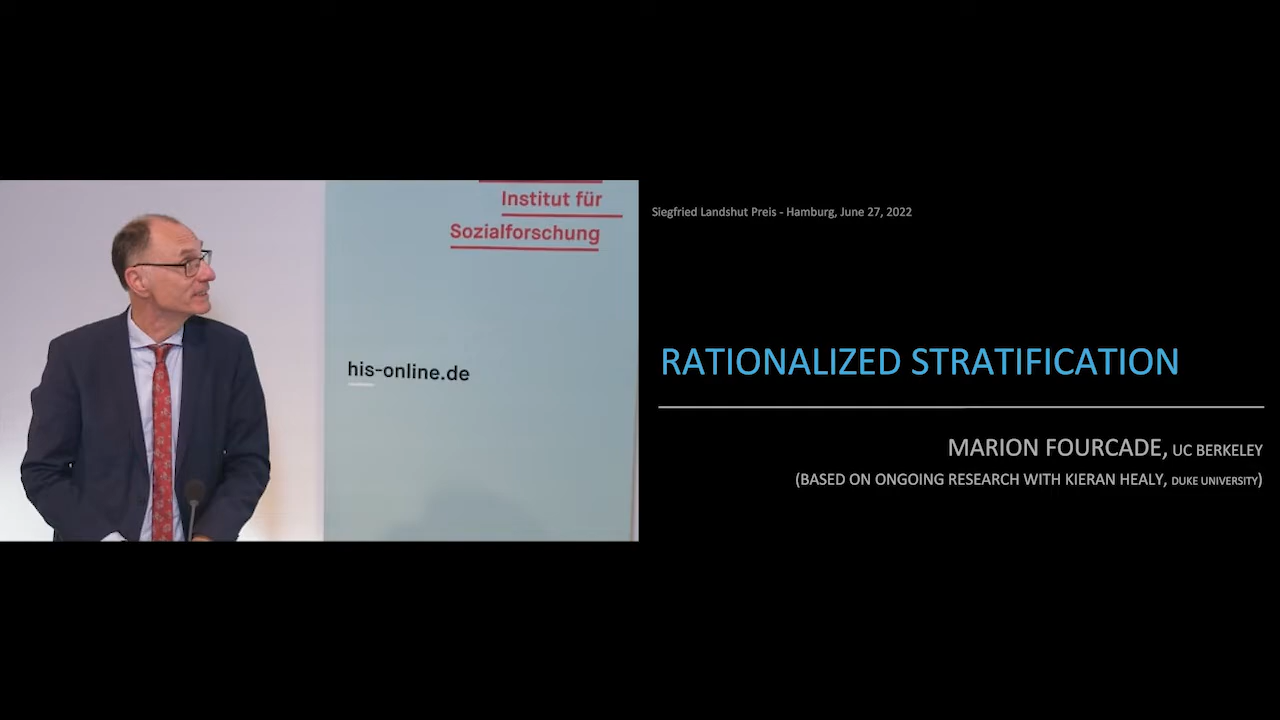 Institut für
Sozialforschung
his-online.de
Siegfried Landshut Preis - Hamburg, June 27, 2022
RATIONALIZED STRATIFICATION
MARION FOURCADE, UC BERKELEY
(BASED ON ONGOING RESEARCH WITH KIERAN HEALY, DUKE UNIVERSITY)